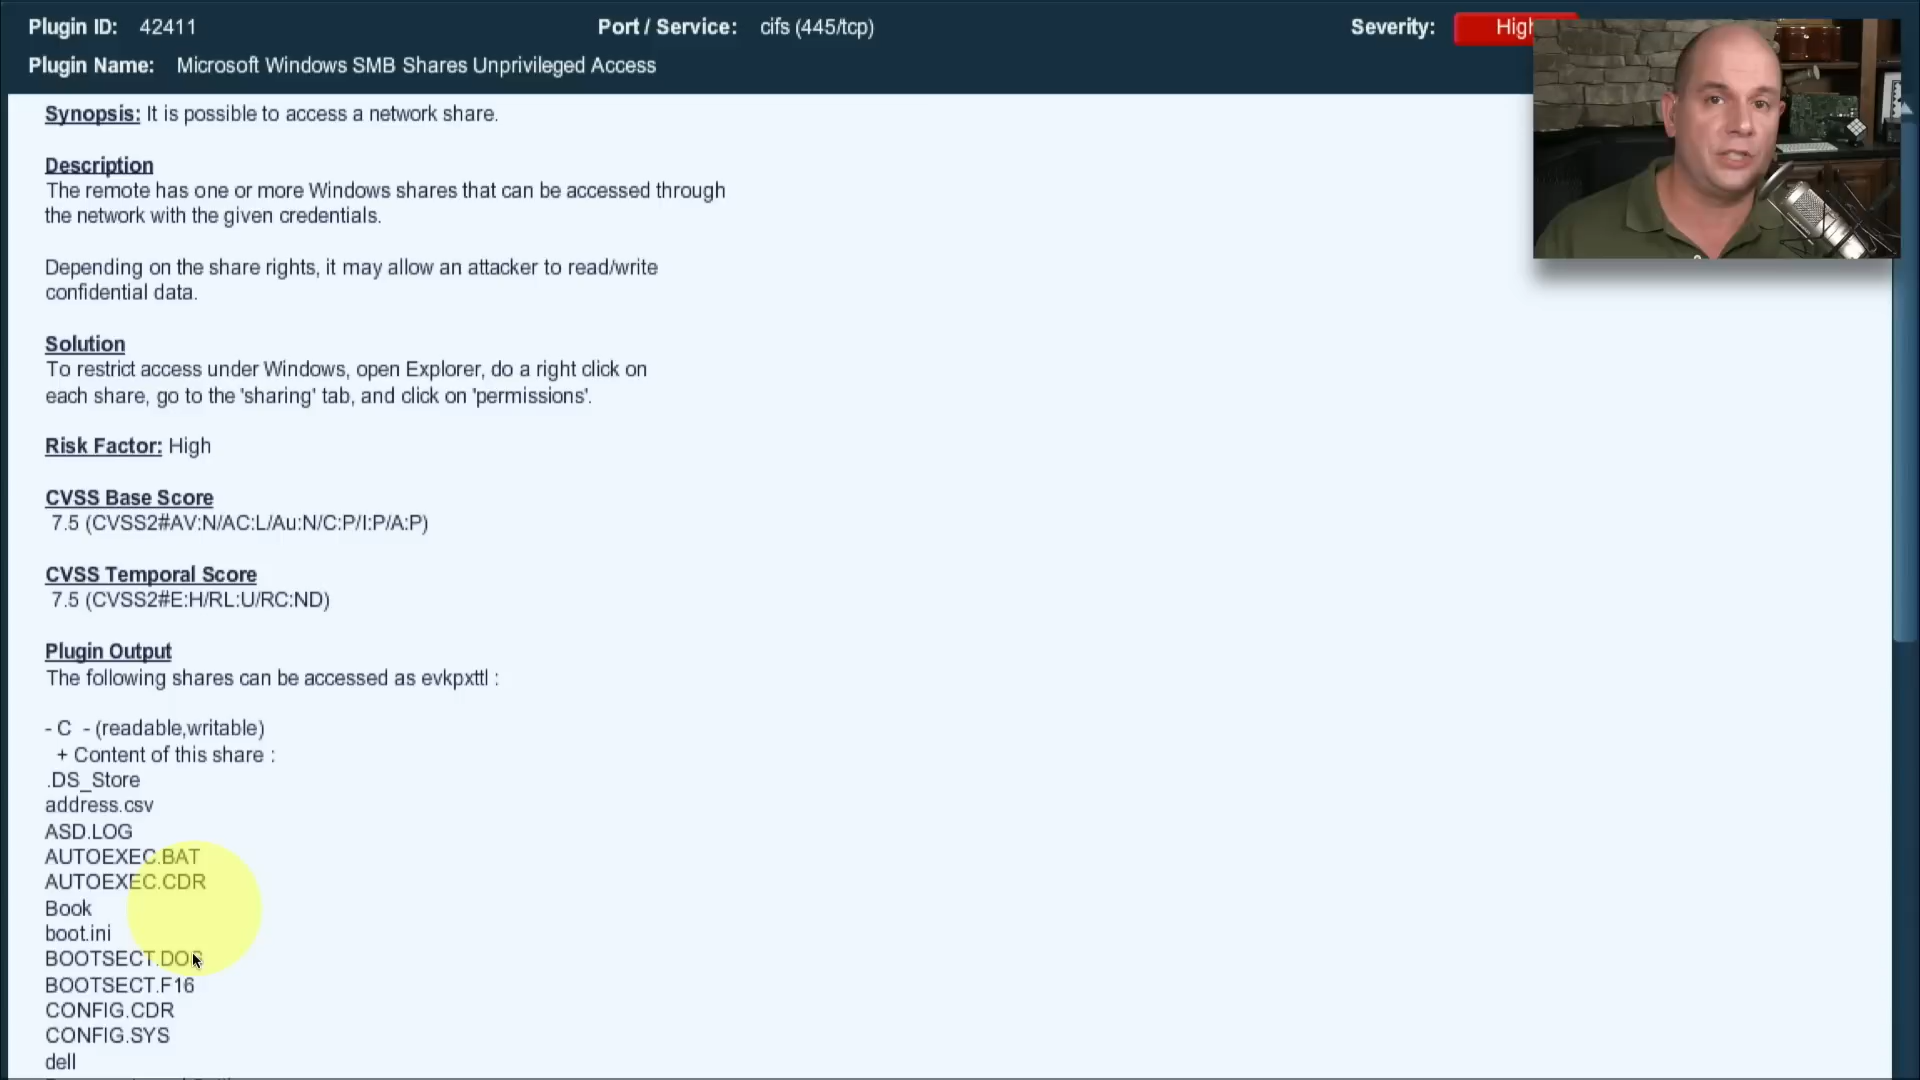 Plugin ID: 42411 Port / Service: cifs (445/tcp) Severity: High
Plugin Name: Microsoft Windows SMB Shares Unprivileged Access
Synopsis: It is possible to access a network share.
Description
The remote has one or more Windows shares that can be accessed through
the network with the given credentials.
Depending on the share rights, it may allow an attacker to read/write
confidential data.
Solution
To restrict access under Windows, open Explorer, do a right click on
each share, go to the 'sharing' tab, and click on 'permissions'.
Risk Factor: High
CVSS Base Score
7.5 (CVSS2#AV:N/AC:L/Au:N/C:P/I:P/A:P)
CVSS Temporal Score
7.5 (CVSS2#E:H/RL:U/RC:ND)
Plugin Output
The following shares can be accessed as evkpxttl :
- C - (readable,writable)
+ Content of this share :
.DS_Store
address.csv
ASD.LOG
AUTOEXEC.BAT
AUTOEXEC.CDR
Book
boot.ini
BOOTSECT.DOS
BOOTSECT.F16
CONFIG.CDR
CONFIG.SYS
dell